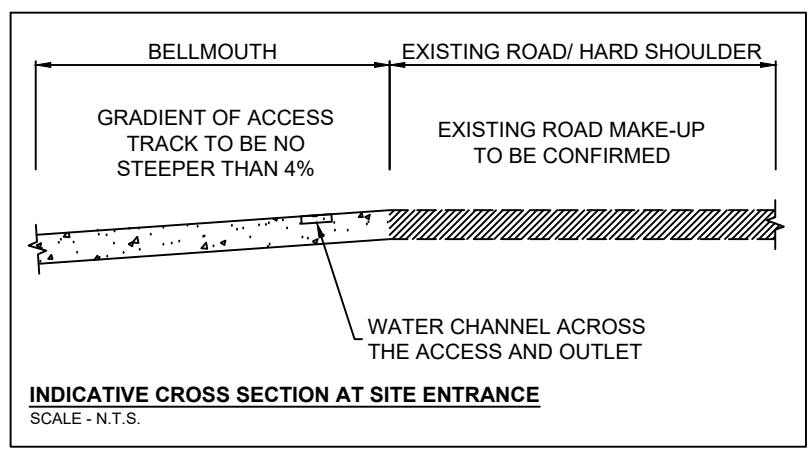 BELLMOUTH
EXISTING ROAD/ HARD SHOULDER
GRADIENT OF ACCESS
TRACK TO BE NO
STEEPER THAN 4%
EXISTING ROAD MAKE-UP
TO BE CONFIRMED
WATER CHANNEL ACROSS
THE ACCESS AND OUTLET
INDICATIVE CROSS SECTION AT SITE ENTRANCE
SCALE - N.T.S.